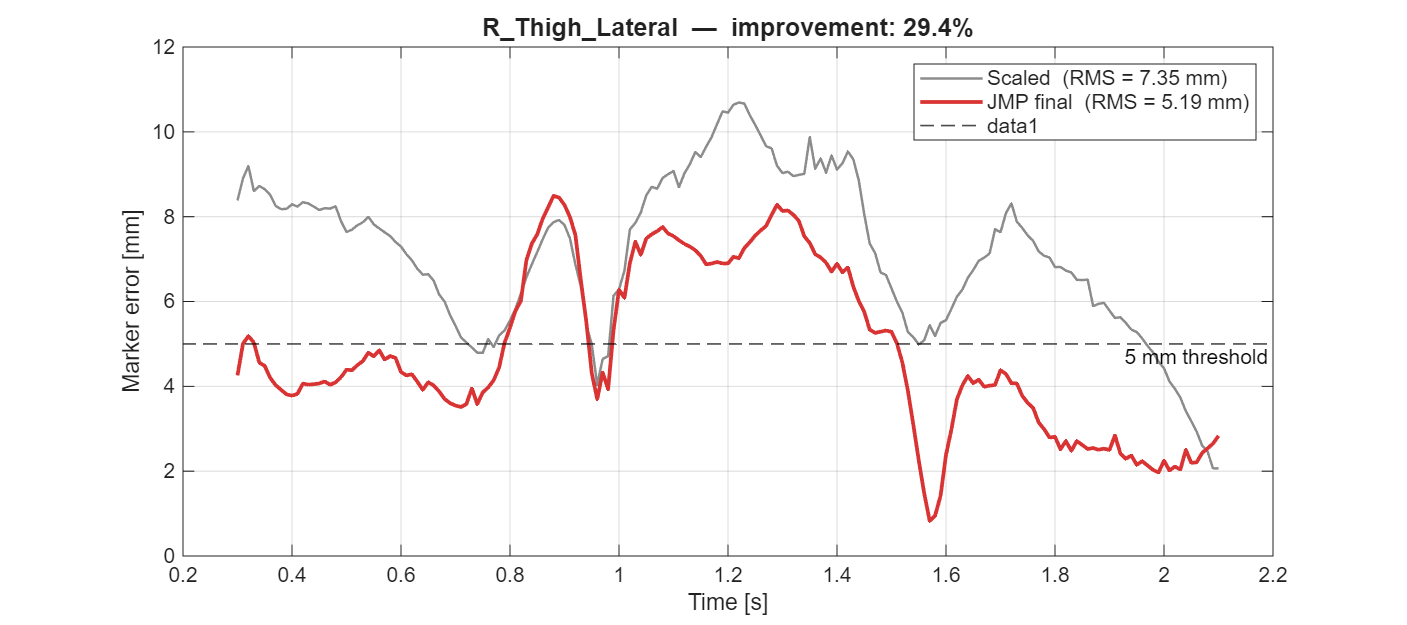 R_Thigh_Lateral — improvement: 29.4%
Scaled (RMS = 7.35 mm)
JMP final (RMS = 5.19 mm)
data1
5 mm threshold
Marker error [mm]
12
10
8
6
4
2
0
0.2 0.4 0.6 0.8 1 1.2 1.4 1.6 1.8 2 2.2
Time [s]